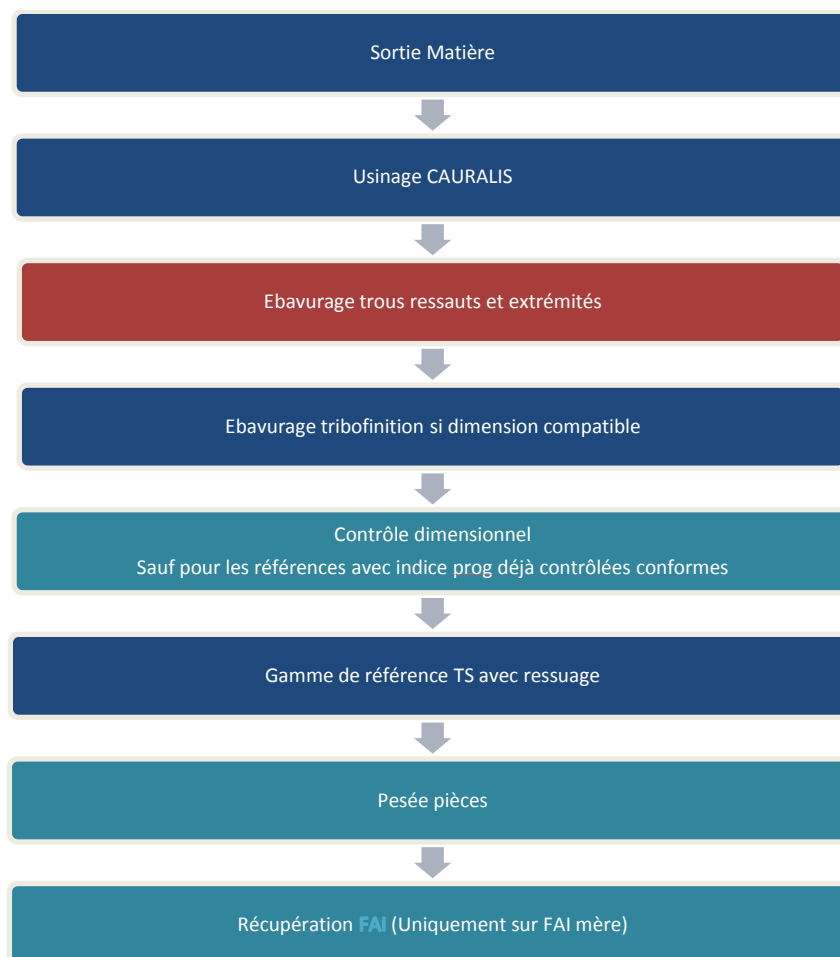 Sortie Matière
Usinage CAURALIS
Ebavurage trous ressauts et extrémités
Ebavurage tribofinition si dimension compatible
Contrôle dimensionnel
Sauf pour les références avec indice prog déjà contrôlées conformes
Gamme de référence TS avec ressuage
Pesée pièces
Récupération FAI (Uniquement sur FAI mère)